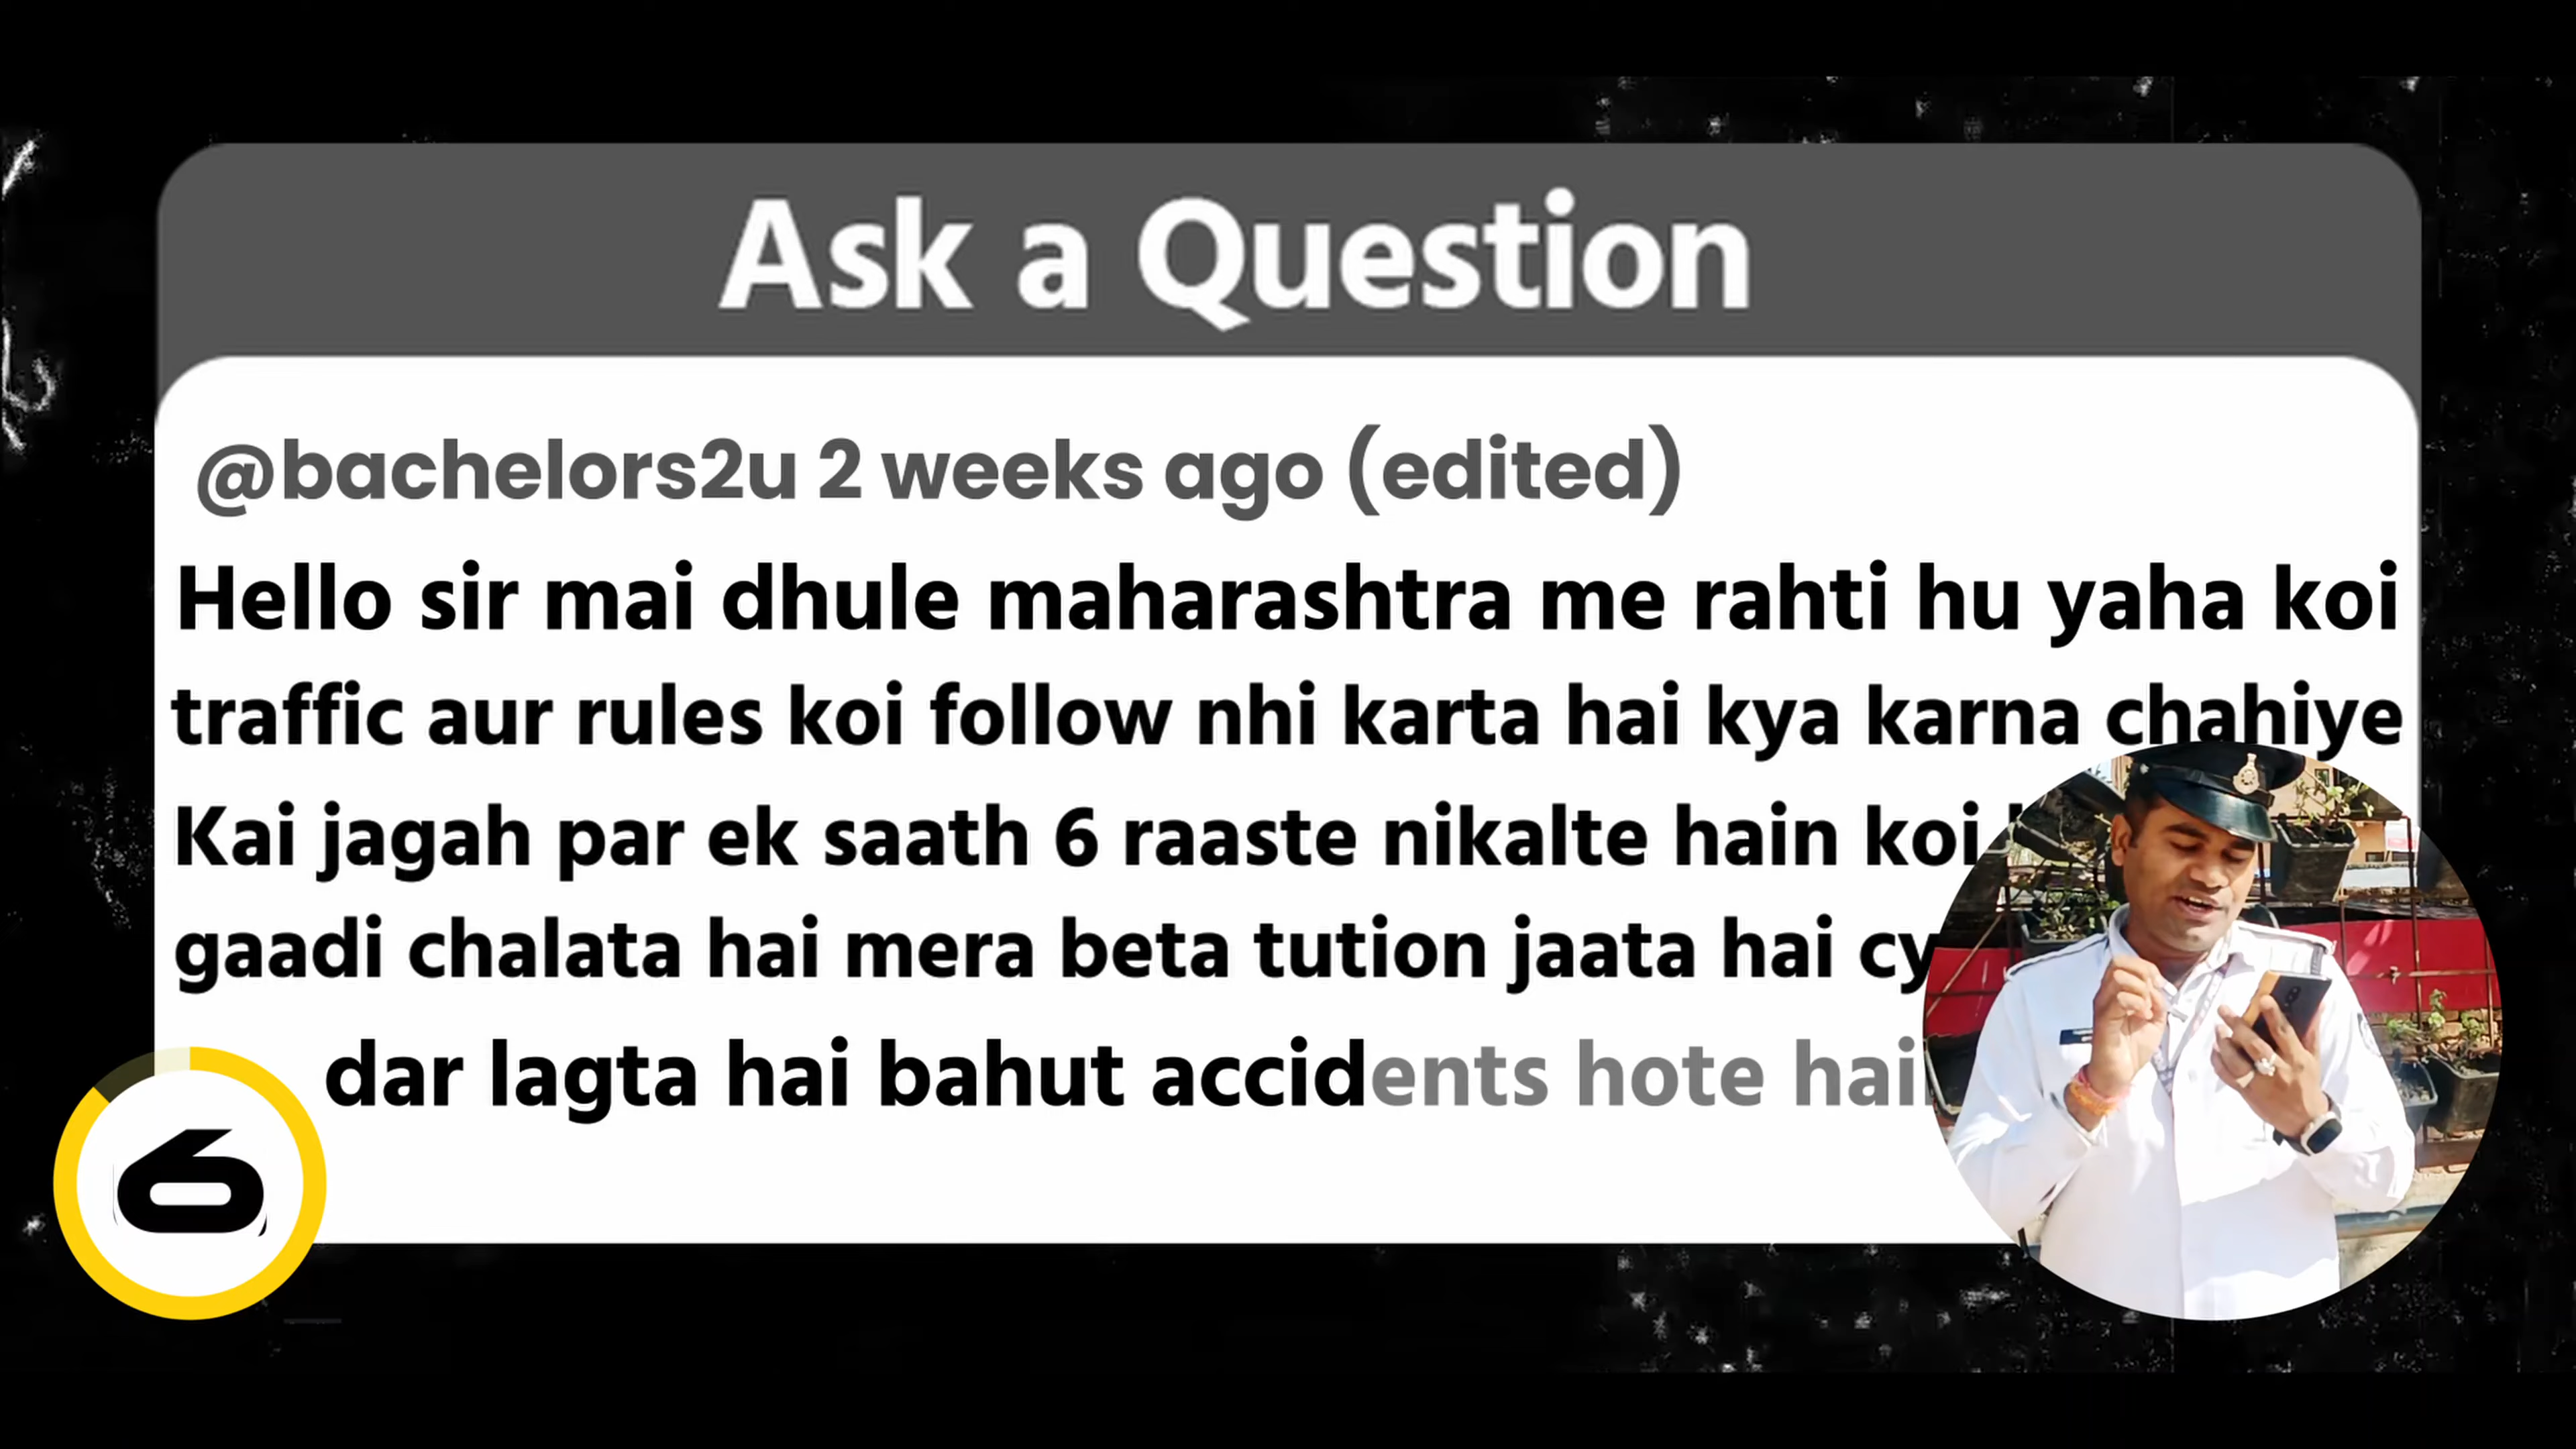 Ask a Question
@bachelors2u 2 weeks ago (edited)
Hello sir mai dhule maharashtra me rahti hu yaha koi
traffic aur rules koi follow nhi karta hai kya karna chahiye
Kai jagah par ek saath 6 raaste nikalte hain koi
gaadi chalata hai mera beta tution jaata hai
dar lagta hai bahut accidents hote hai
6